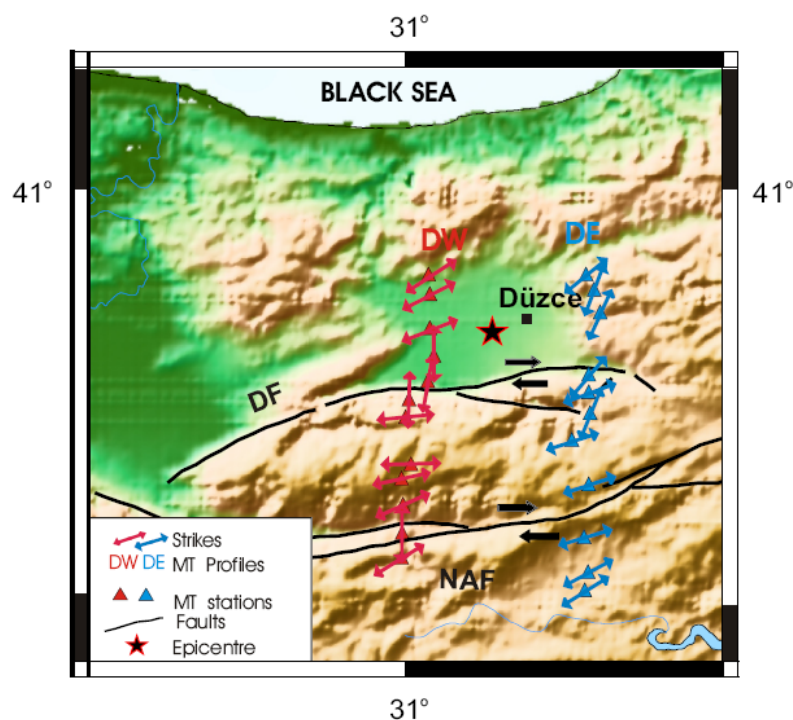 31°
BLACK SEA
41°
41°
DW
DE
Düzce
DF
Strikes
DW DE MT Profiles
MT stations
Faults
Epicentre
NAF
31°